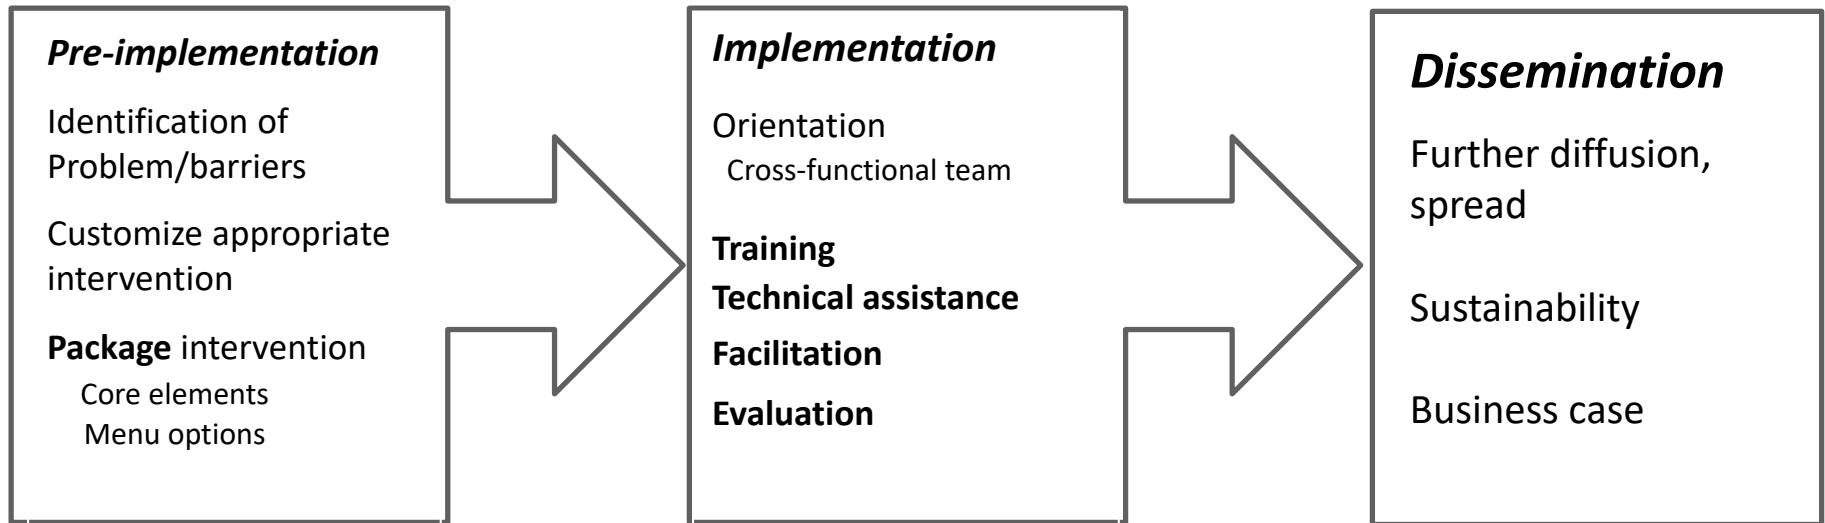 Pre-implementation
Identification of
Problem/barriers
Customize appropriate
intervention
Package intervention
Core elements
Menu options
Implementation
Orientation
Cross-functional team
Training
Technical assistance
Facilitation
Evaluation
Dissemination
Further diffusion,
spread
Sustainability
Business case